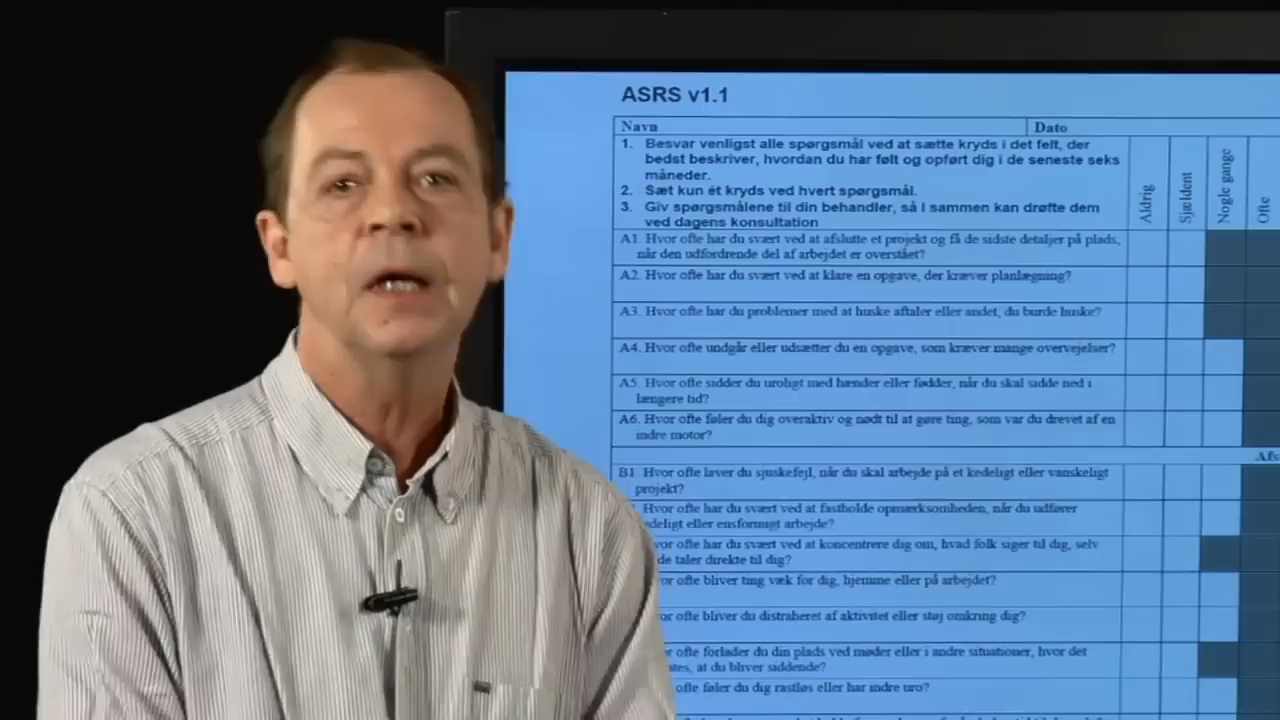 ASRS v1.1
Navn
Dato
1. Besvar venligst alle spørgsmål ved at sætte kryds i det felt, der
bedst beskriver, hvordan du har følt og opført dig i de seneste seks
måneder.
2. Sæt kun ét kryds ved hvert spørgsmål.
3. Giv spørgsmålene til din behandler, så I sammen kan drøfte dem
ved dagens konsultation
Aldrig
Sjældent
Nogle gange
Ofte
A1. Hvor ofte har du svært ved at afslutte et projekt og få de sidste detaljer på plads,
når den udfordrende del af arbejdet er overstået?
A2. Hvor ofte har du svært ved at klare en opgave, der kræver planlægning?
A3. Hvor ofte har du problemer med at huske aftaler eller andet, du burde huske?
A4. Hvor ofte undgår eller udsætter du en opgave, som kræver mange overvejelser?
A5. Hvor ofte sidder du uroligt med hænder eller fødder, når du skal sidde ned i
længere tid?
A6. Hvor ofte føler du dig overaktiv og nødt til at gøre ting, som var du drevet af en
indre motor?
B1. Hvor ofte laver du sjuskefejl, når du skal arbejde på et kedeligt eller vanskeligt
projekt?
Hvor ofte har du svært ved at fastholde opmærksomheden, når du udfører
edeligt eller ensformigt arbejde?
vor ofte har du svært ved at koncentrere dig om, hvad folk siger til dig, selv
de taler direkte til dig?
or ofte bliver ting væk for dig, hjemme eller på arbejdet?
or ofte bliver du distraheret af aktivitet eller støj omkring dig?
r ofte forlader du din plads ved møder eller i andre situationer, hvor det
tes, at du bliver siddende?
ofte føler du dig rastløs eller har indre uro?